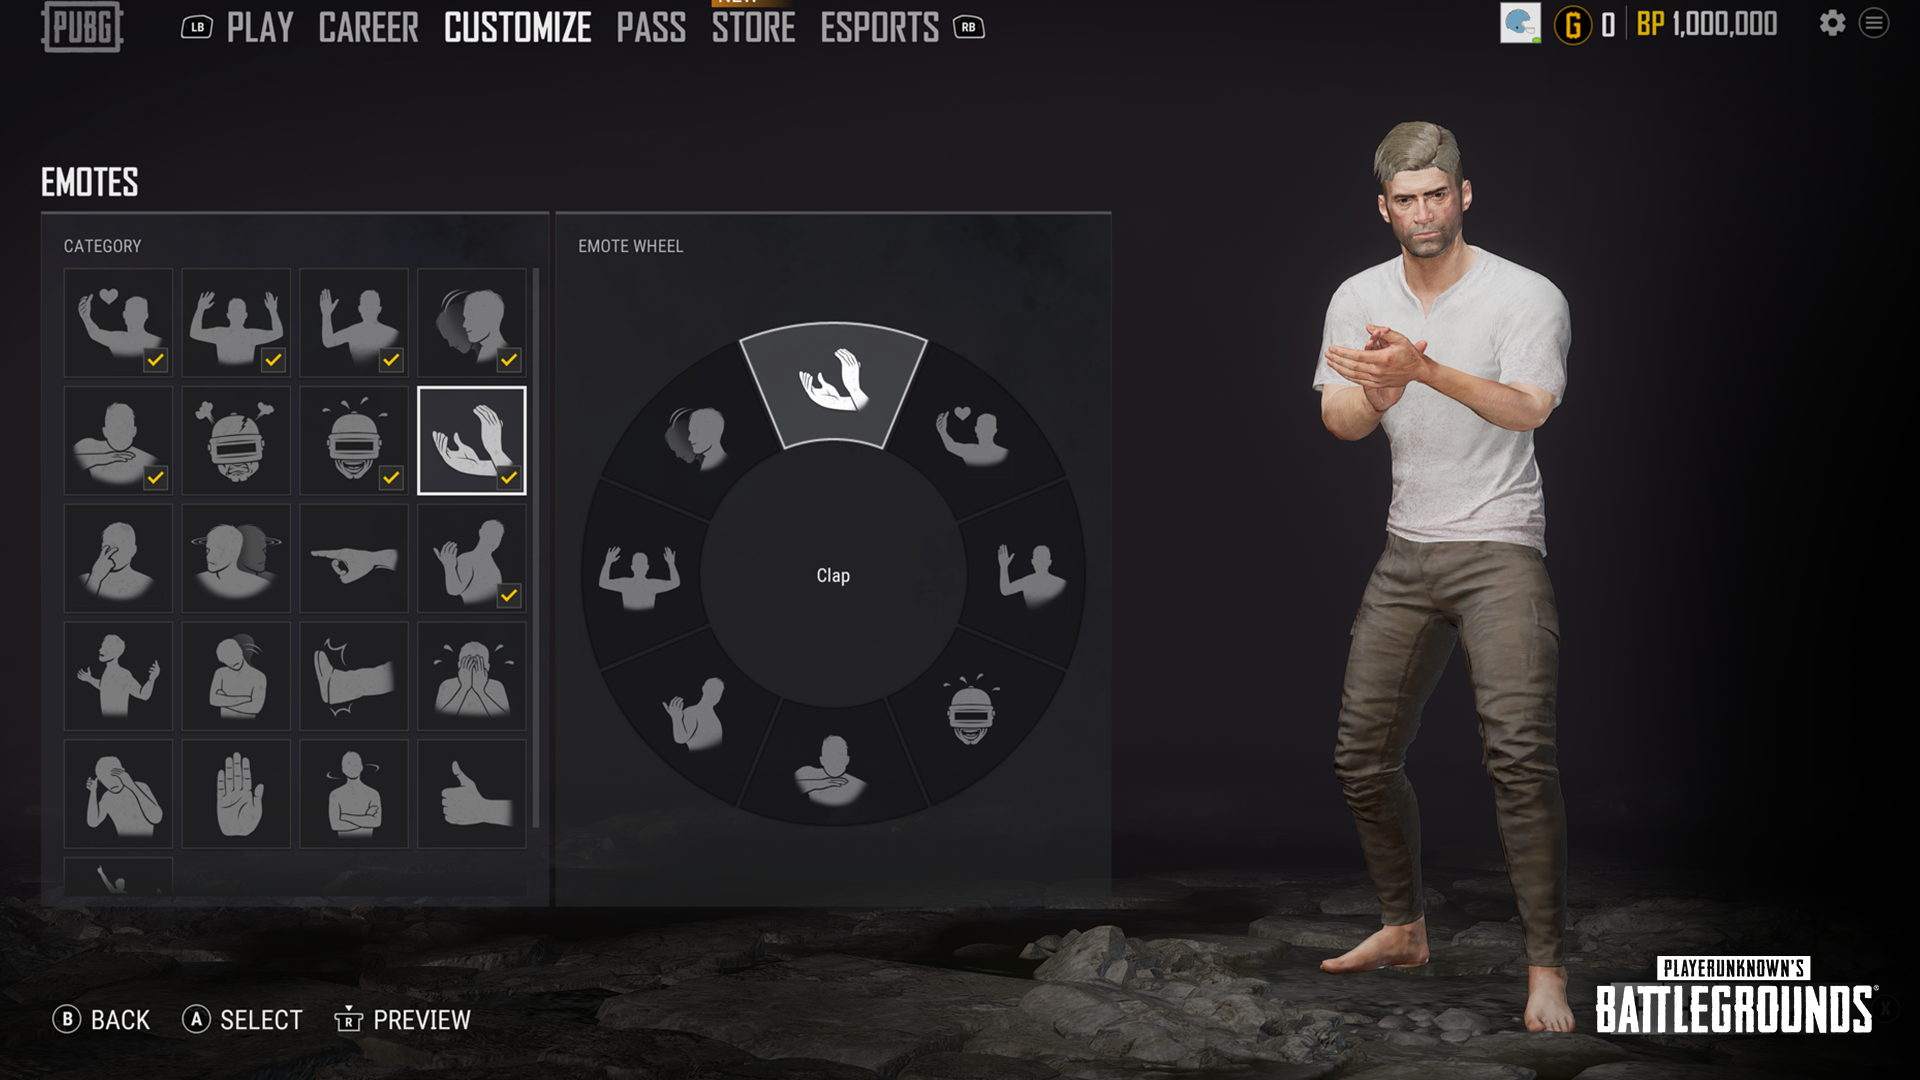 PUBG
LB PLAY CAREER CUSTOMIZE PASS STORE ESPORTS RB
NEW
G 0 BP 1,000,000
EMOTES
CATEGORY
EMOTE WHEEL
Clap
B BACK A SELECT R PREVIEW
PLAYERUNKNOWN'S
BATTLEGROUNDS®
X